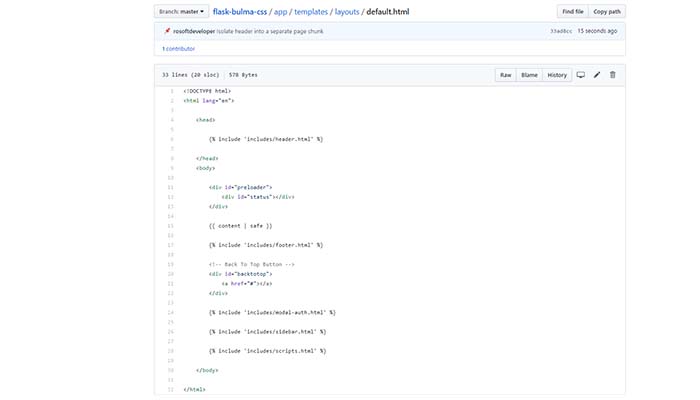 Branch: master flask-bulma-css / app / templates / layouts / default.html Find file Copy path
rosoftdeveloper Isolate header into a separate page chunk 33ad8cc 15 seconds ago
1 contributor
33 lines (20 sloc) 578 Bytes Raw Blame History
1 <!DOCTYPE html>
2 <html lang="en">
3
4 <head>
5
6 {% include 'includes/header.html' %}
7
8 </head>
9 <body>
10
11 <div id="preloader">
12 <div id="status"></div>
13 </div>
14
15 {{ content | safe }}
16
17 {% include 'includes/footer.html' %}
18
19 <!-- Back To Top Button -->
20 <div id="backtotop">
21 <a href="#"></a>
22 </div>
23
24 {% include 'includes/modal-auth.html' %}
25
26 {% include 'includes/sidebar.html' %}
27
28 {% include 'includes/scripts.html' %}
29
30 </body>
31
32 </html>